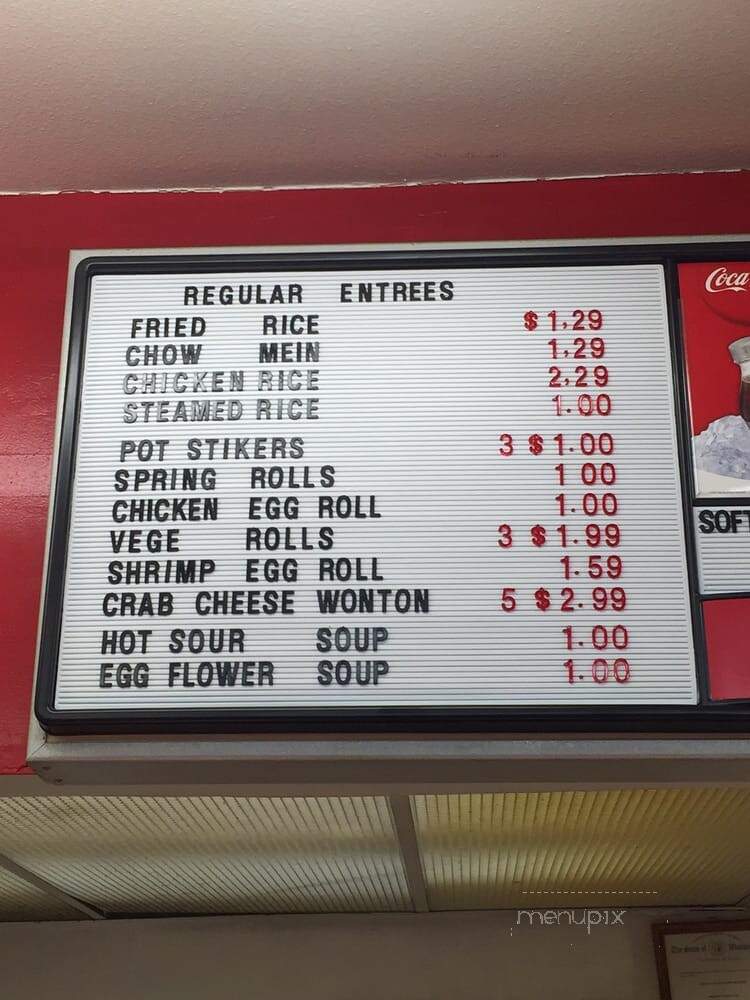 REGULAR ENTREES
FRIED RICE $1.29
CHOW MEIN 1.29
CHICKEN RICE 2.29
STEAMED RICE 1.00
POT STIKERS 3 $1.00
SPRING ROLLS 1 00
CHICKEN EGG ROLL 1.00
VEGE ROLLS 3 $1.99
SHRIMP EGG ROLL 1.59
CRAB CHEESE WONTON 5 $2.99
HOT SOUR SOUP 1.00
EGG FLOWER SOUP 1.00
Coca
SOFT
menupix